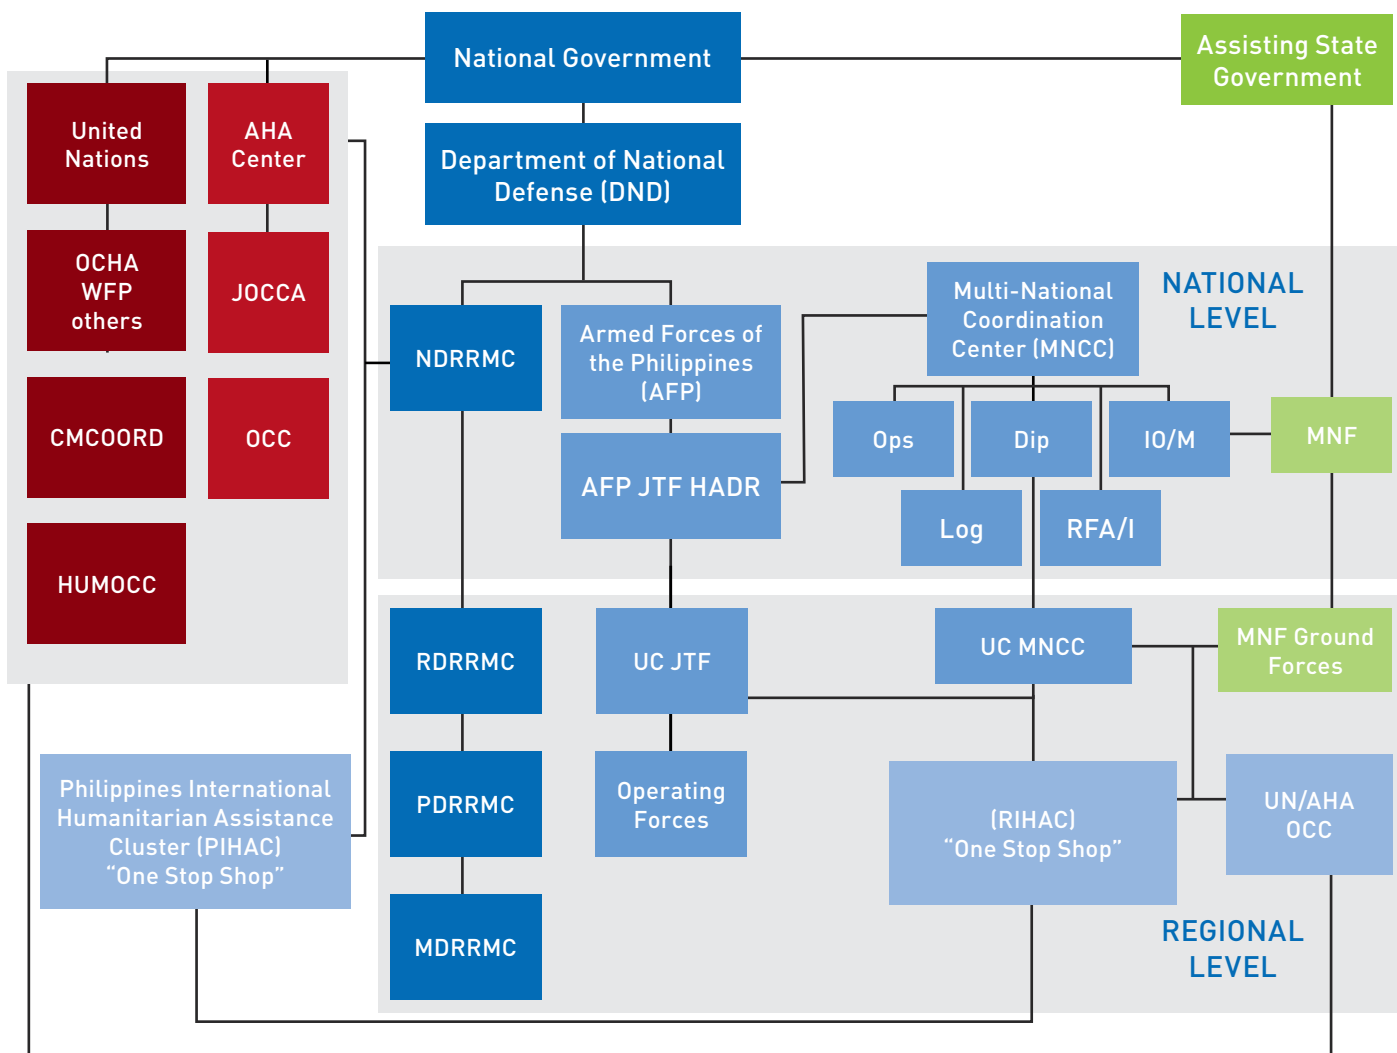 National Government
Assisting State
Government
United
Nations
AHA
Center
Department of National
Defense (DND)
OCHA
WFP
others
JOCCA
NATIONAL
LEVEL
Multi-National
Coordination
Center (MNCC)
NDRRMC
Armed Forces of
the Philippines
(AFP)
CMCOORD
OCC
AFP JTF HADR
Ops
Dip
IO/M
MNF
Log
RFA/I
HUMOCC
RDRRMC
UC JTF
UC MNCC
MNF Ground
Forces
Philippines International
Humanitarian Assistance
Cluster (PIHAC)
“One Stop Shop”
PDRRMC
Operating
Forces
(RIHAC)
“One Stop Shop”
UN/AHA
OCC
MDRRMC
REGIONAL
LEVEL